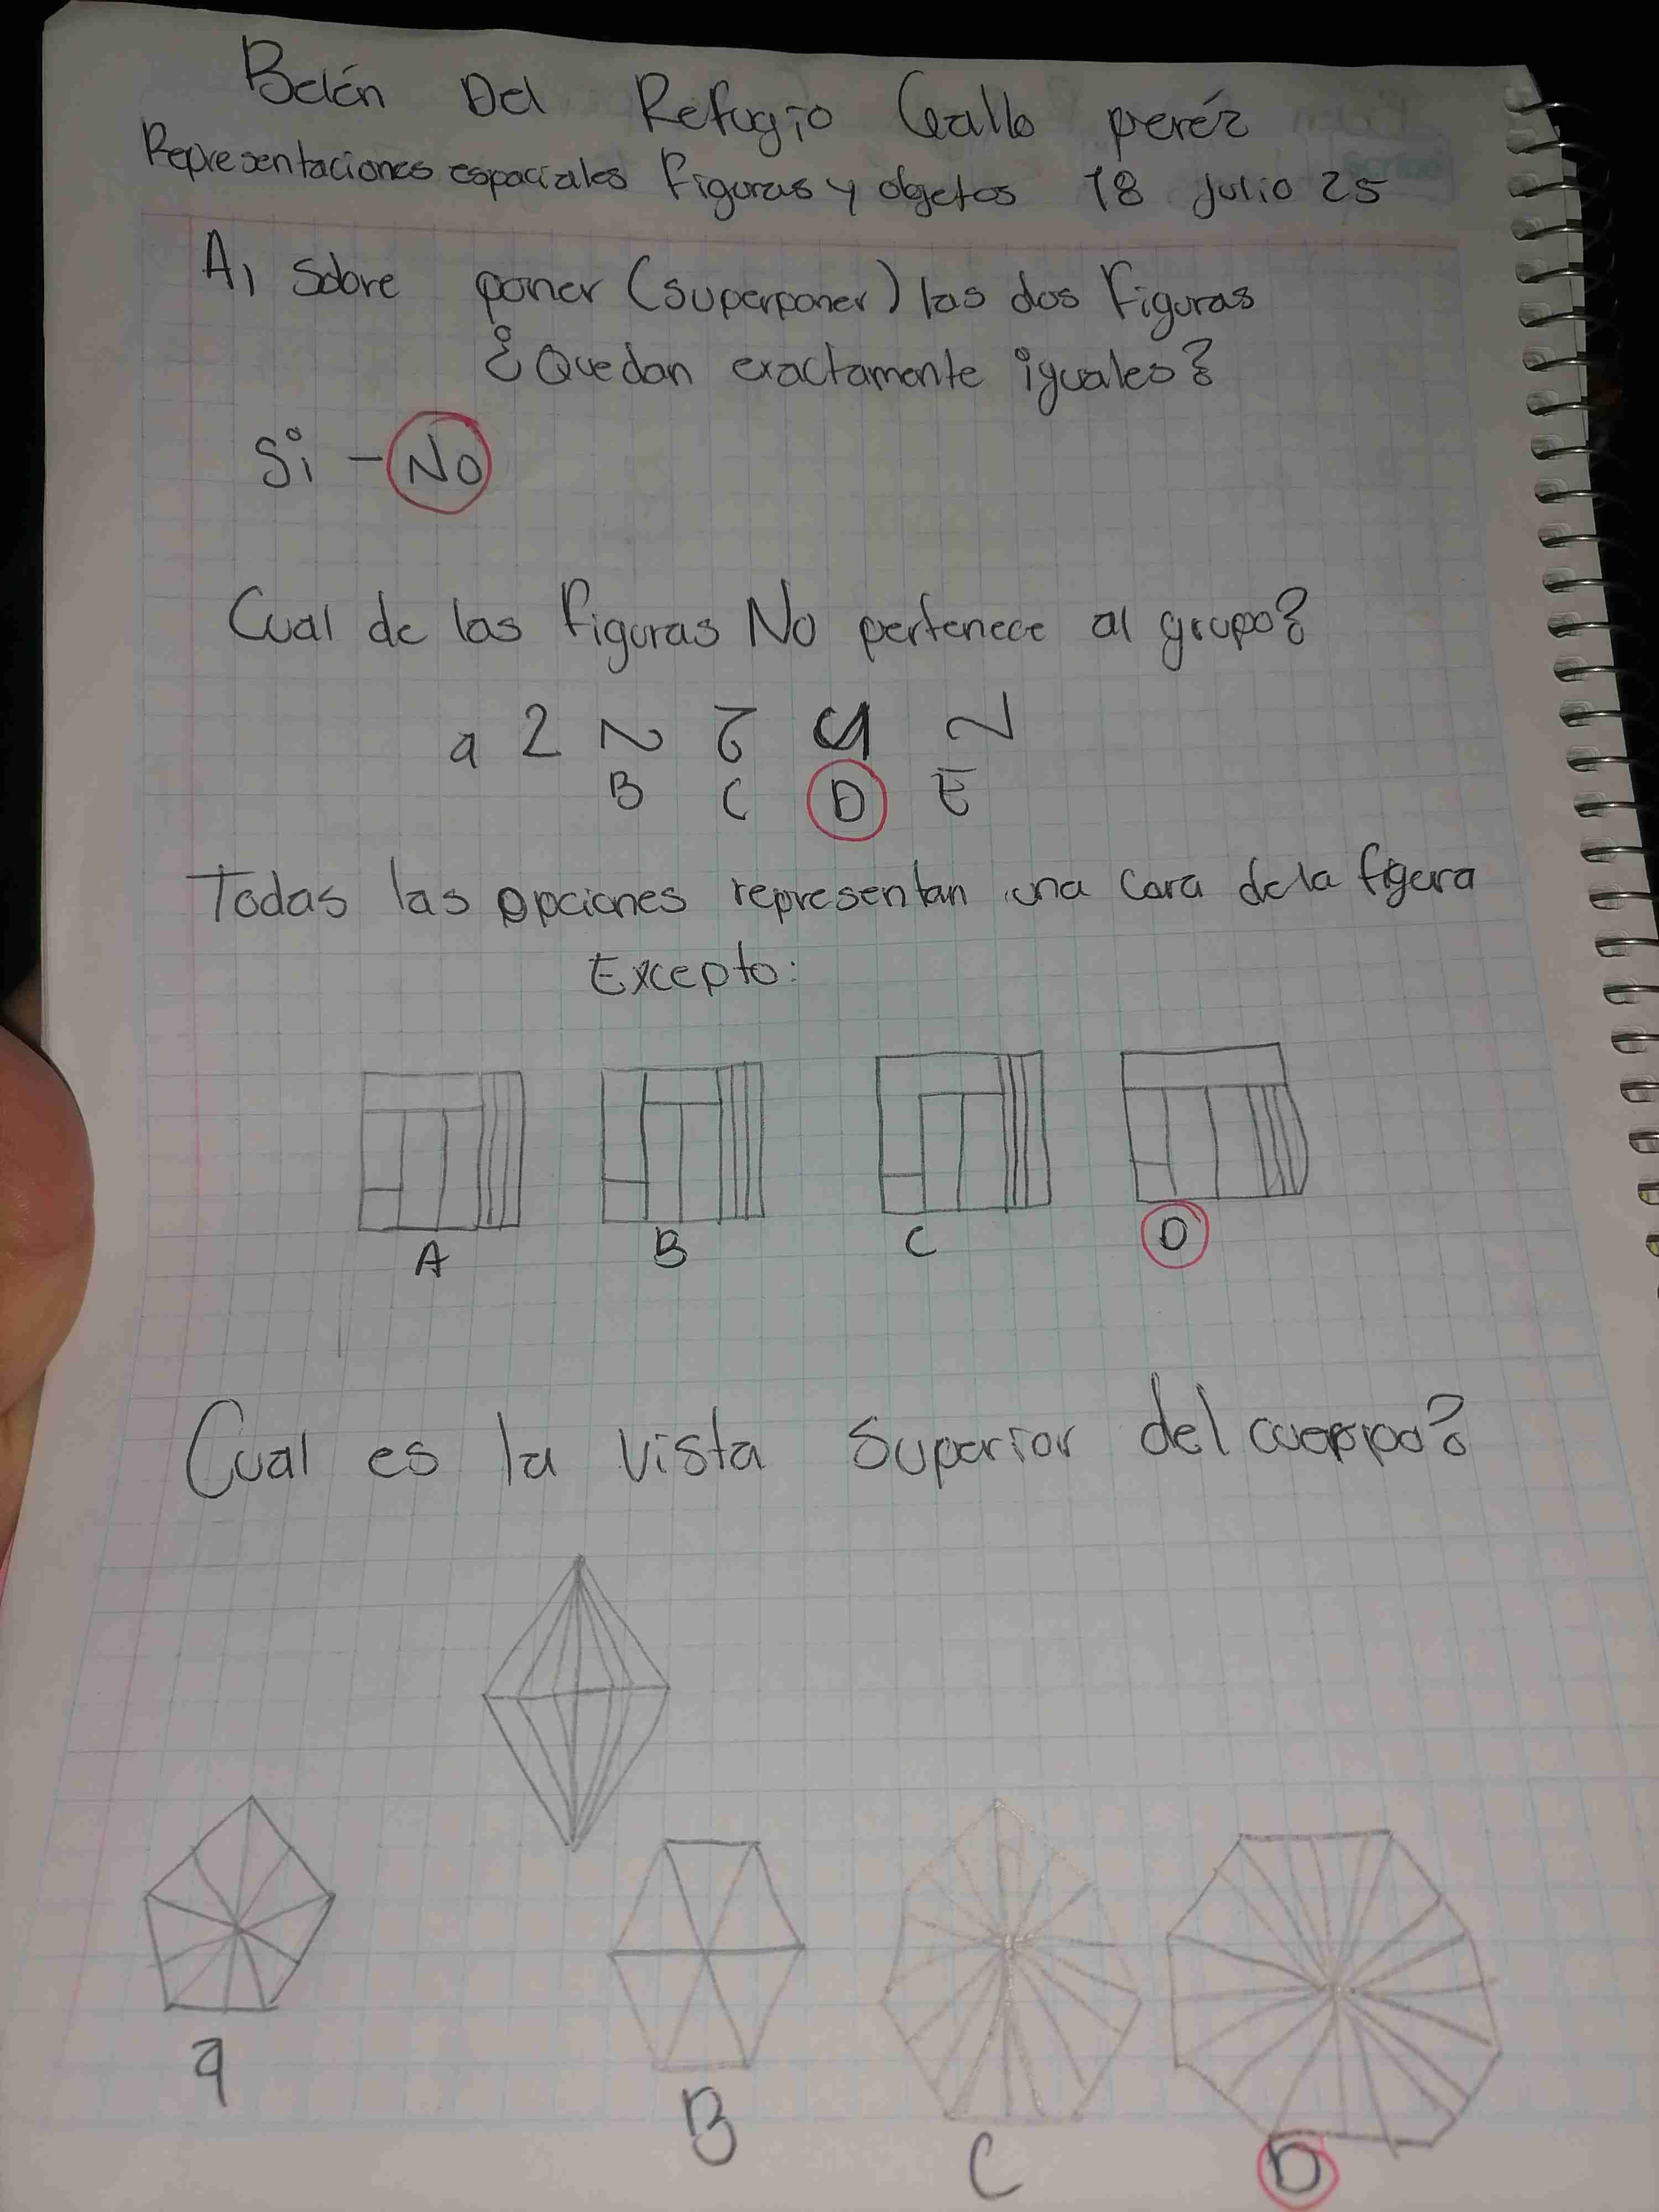 Belén Del Refugio Gallo peréz
Representaciones espaciales figuras y objetos 18 Julio 25
A, sobre poner (superponer) las dos figuras
¿Quedan exactamente iguales?
Si - No
Cual de las figuras No pertenece al grupo?
a 2
B C D E
Todas las opciones representan una cara de la figura
Excepto:
A B C D
Cual es la vista superior del cuerpo?
a B C D